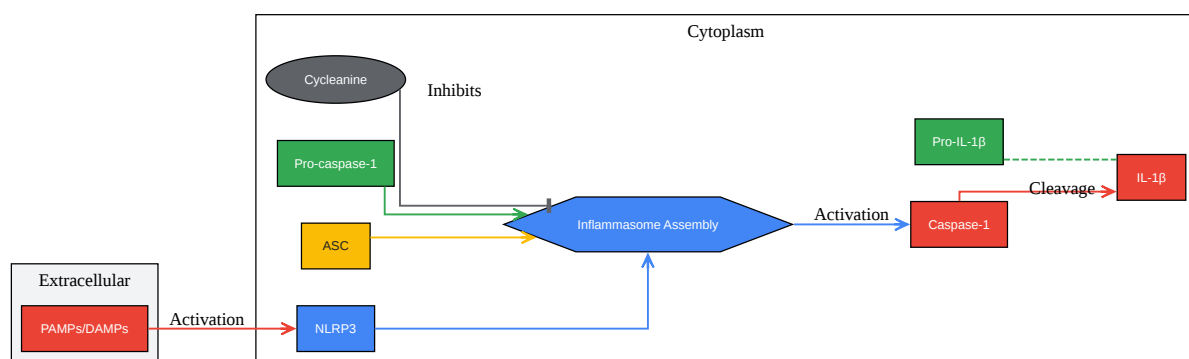 Cytoplasm
Cycleanine
Inhibits
Pro-caspase-1
Pro-IL-1β
IL-1β
Cleavage
Inflammasome Assembly
Activation
Caspase-1
ASC
Extracellular
PAMPs/DAMPs
Activation
NLRP3